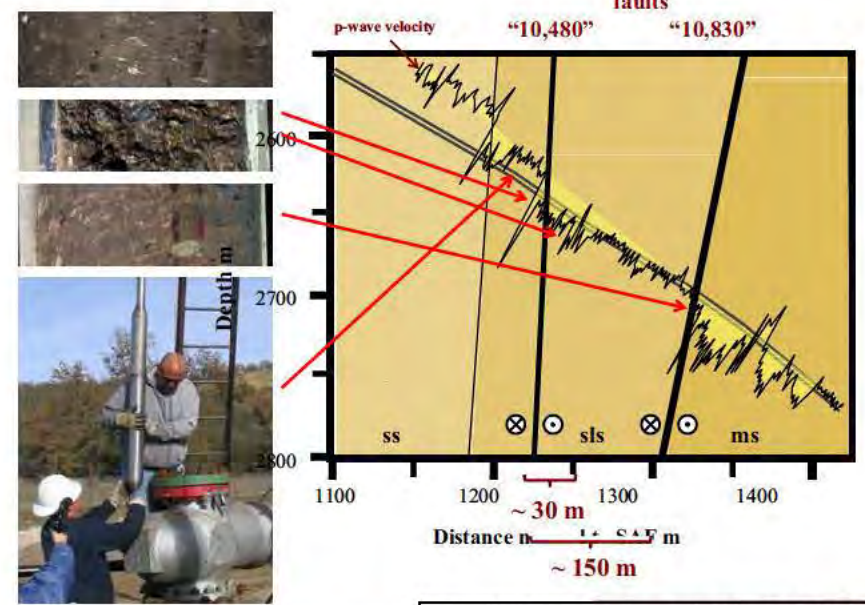 faults
p-wave velocity
“10,480”
“10,830”
2600
Depth m
2700
ss
sls
ms
2800
1100
1200
1300
1400
~ 30 m
Distance n SAF m
~ 150 m